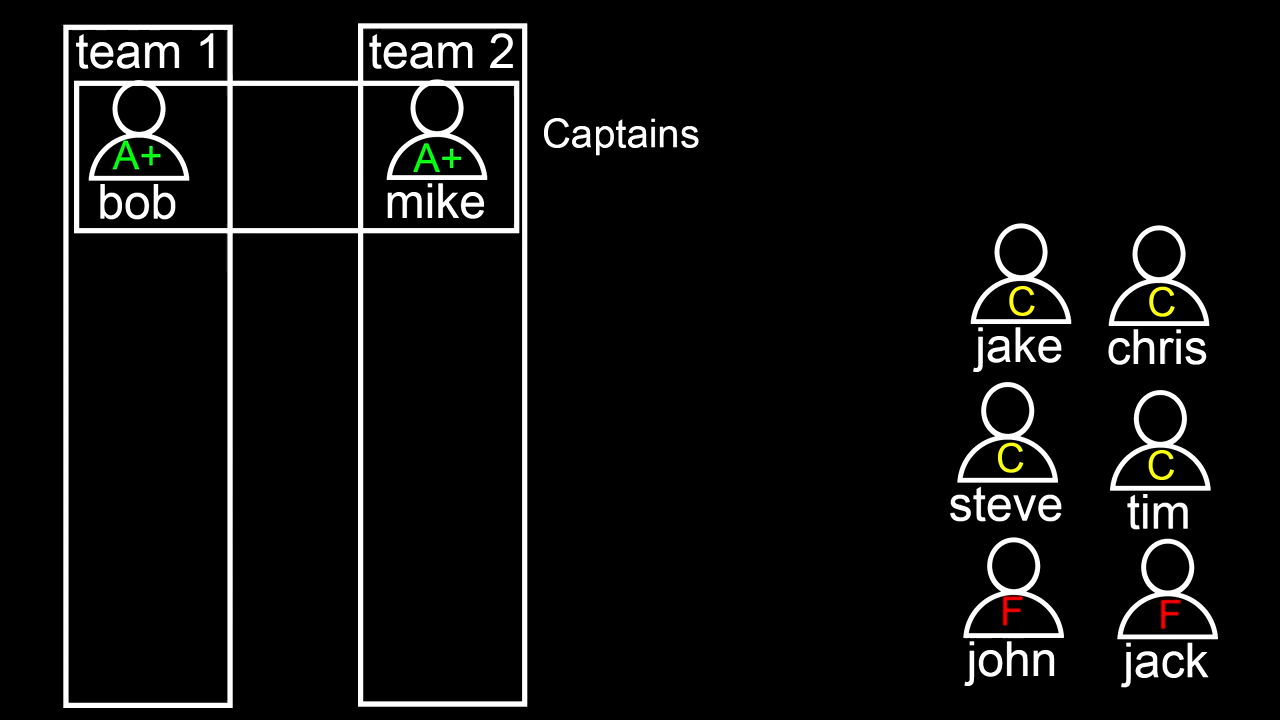 team 1
team 2
A+
bob
A+
mike
Captains
C
jake
C
chris
C
steve
C
tim
F
john
F
jack